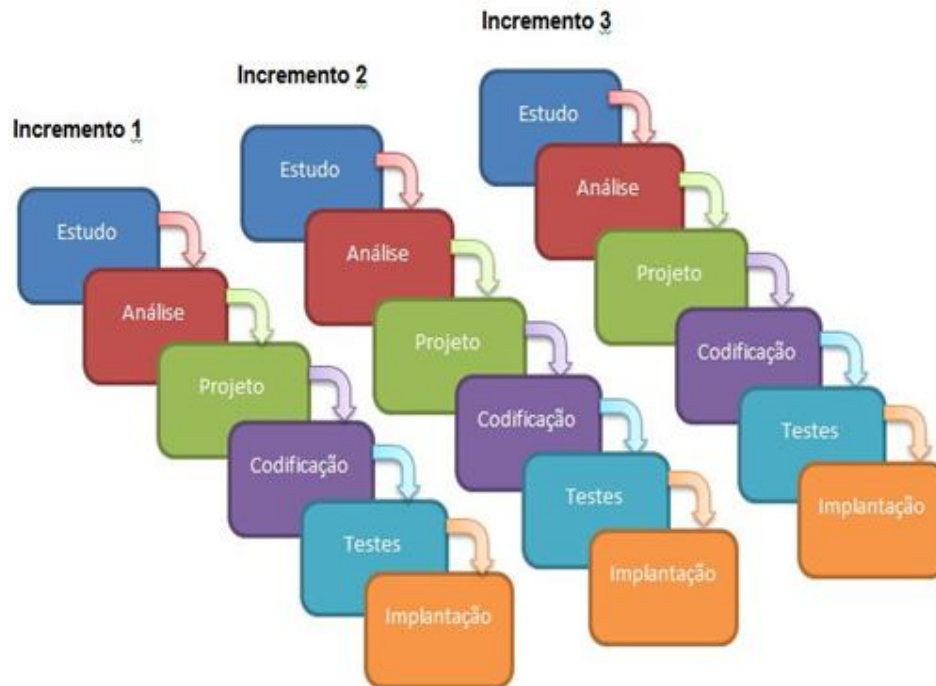 Incremento 1
Estudo
Análise
Projeto
Codificação
Testes
Implantação
Incremento 2
Estudo
Análise
Projeto
Codificação
Testes
Implantação
Incremento 3
Estudo
Análise
Projeto
Codificação
Testes
Implantação